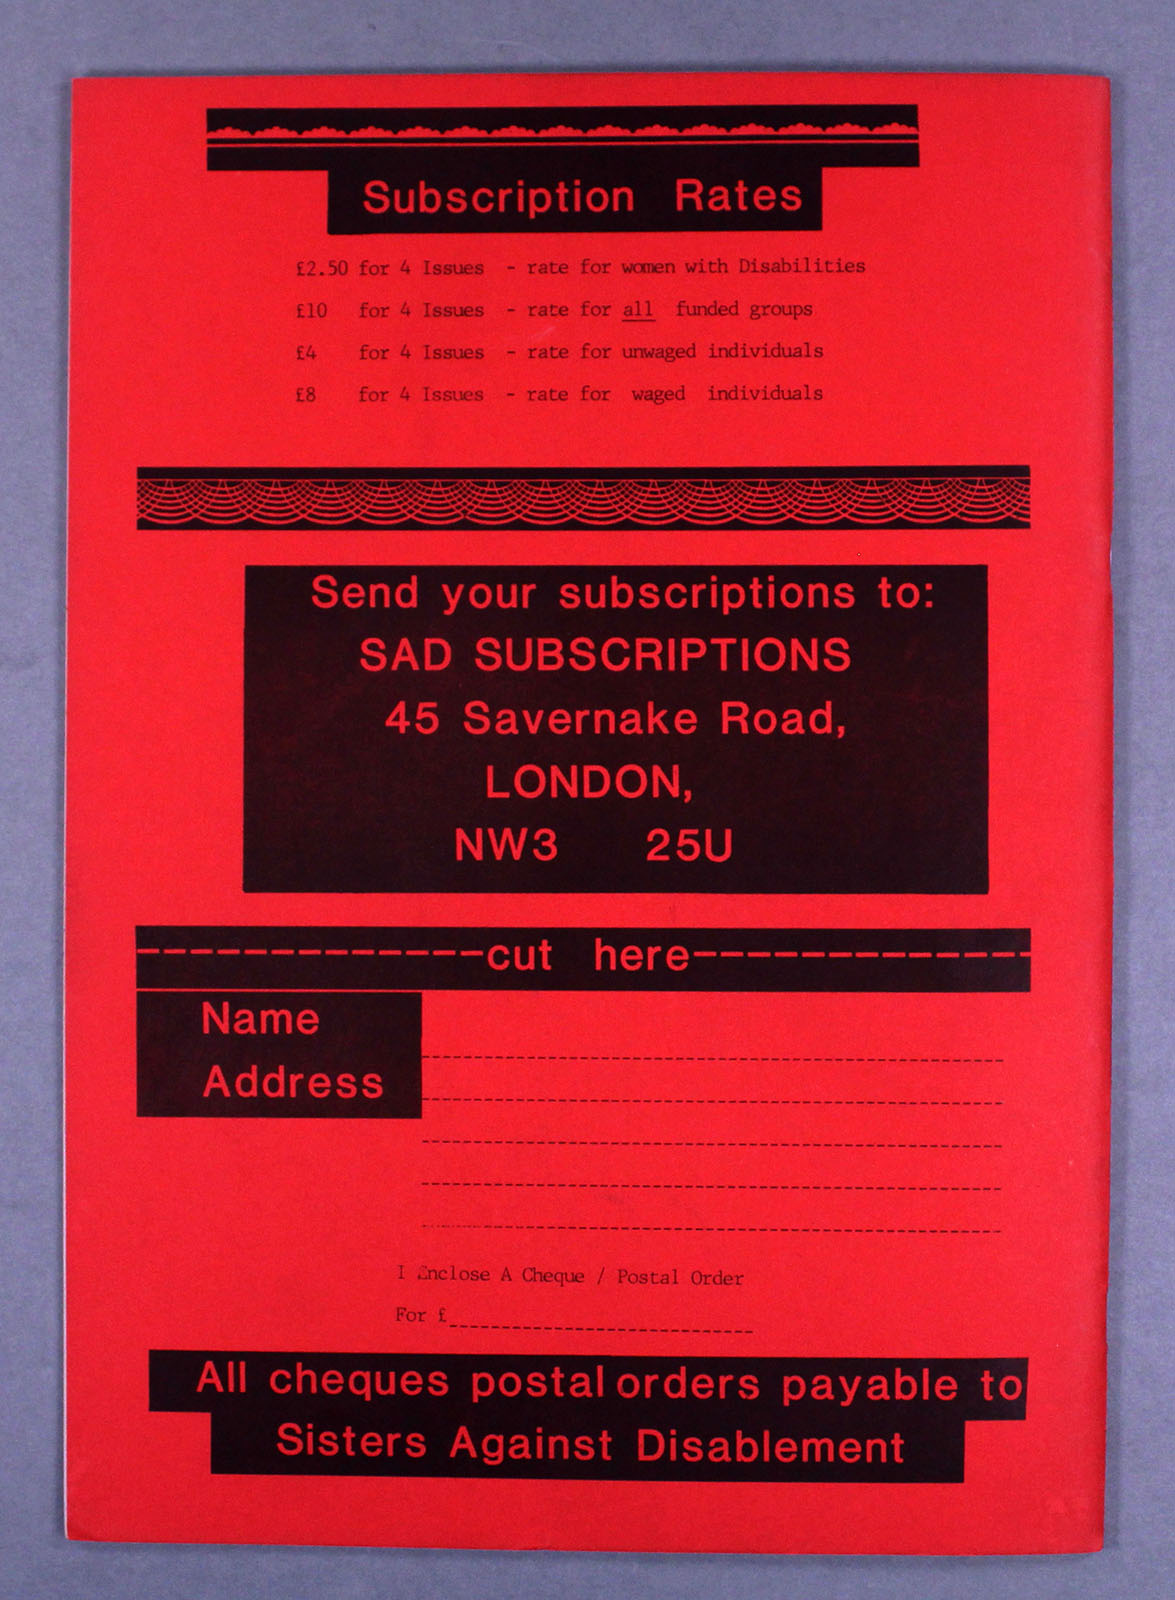 Subscription Rates
£2.50 for 4 Issues - rate for women with Disabilities
£10 for 4 Issues - rate for all funded groups
£4 for 4 Issues - rate for unwaged individuals
£8 for 4 Issues - rate for waged individuals
Send your subscriptions to:
SAD SUBSCRIPTIONS
45 Savernake Road,
LONDON,
NW3 25U
-------------cut here-------------
Name
Address
I Enclose A Cheque / Postal Order
For £
All cheques postal orders payable to
Sisters Against Disablement